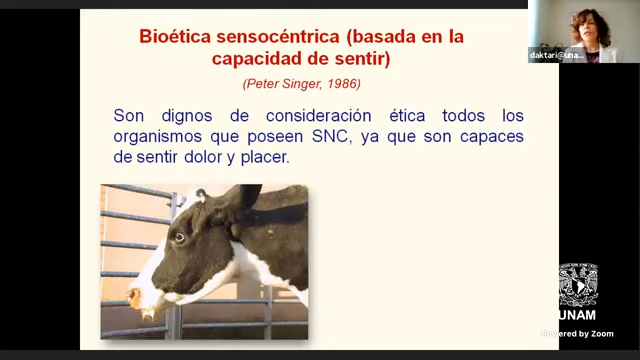 Bioética sensocéntrica (basada en la
capacidad de sentir)
(Peter Singer, 1986)
Son dignos de consideración ética todos los
organismos que poseen SNC, ya que son capaces
de sentir dolor y placer.
daktari@una...
UNAM
Powered by Zoom